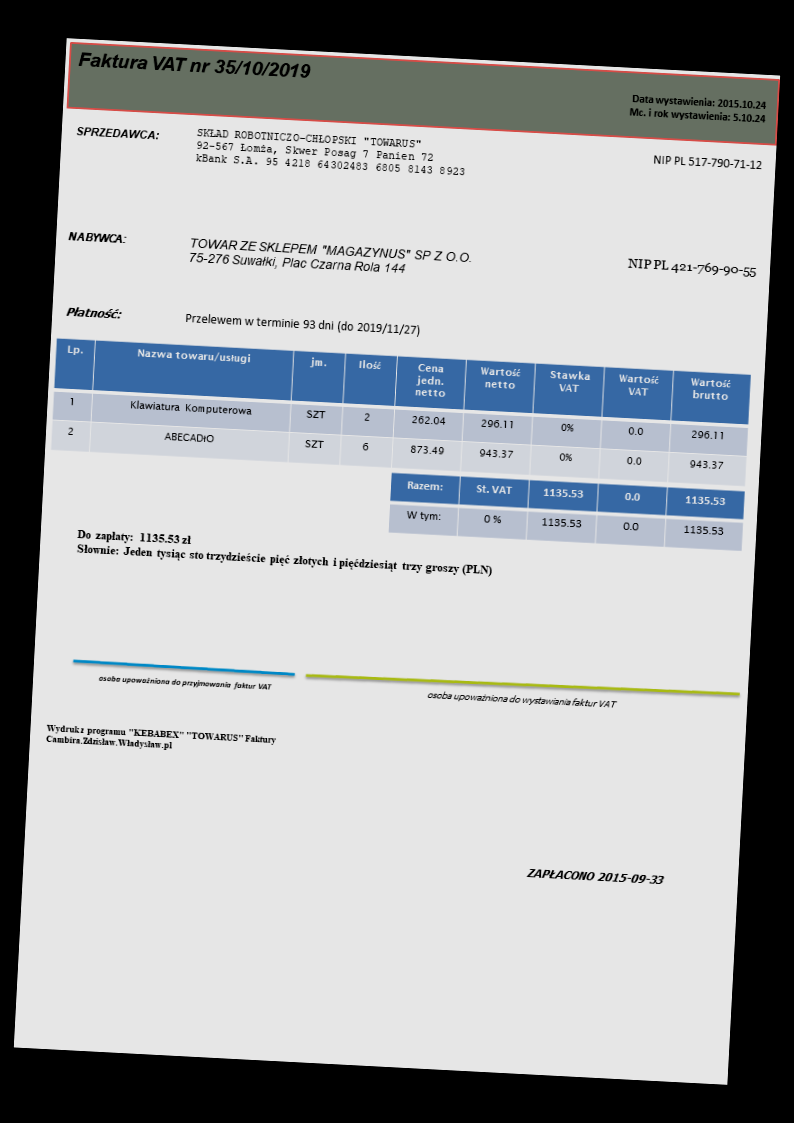 Faktura VAT nr 35/10/2019
Data wystawienia: 2015.10.24
Mc. i rok wystawienia: 5.10.24
SPRZEDAWCA:
SKŁAD ROBOTNICZO-CHŁOPSKI "TOWARUS"
92-567 Łomża, Skwer Posag 7 Panien 72
kBank S.A. 95 4218 64302483 6805 8143 8923
NIP PL 517-790-71-12
NABYWCA:
TOWAR ZE SKLEPEM "MAGAZYNUS" SP Z O.O.
75-276 Suwałki, Plac Czarna Rola 144
NIP PL 421-769-90-55
Płatność:
Przelewem w terminie 93 dni (do 2019/11/27)
Lp. Nazwa towaru/usługi jm. Ilość Cena jedn. netto Wartość netto Stawka VAT Wartość VAT Wartość brutto
1 Klawiatura Komputerowa SZT 2 262.04 296.11 0% 0.0 296.11
2 ABECADłO SZT 6 873.49 943.37 0% 0.0 943.37
Razem: St. VAT 1135.53 0.0 1135.53
W tym: 0 % 1135.53 0.0 1135.53
Do zapłaty: 1135.53 zł
Słownie: Jeden tysiąc sto trzydzieście pięć złotych i pięćdziesiąt trzy groszy (PLN)
osoba upoważniona do przyjmowania faktur VAT
osoba upoważniona do wystawiania faktur VAT
Wydruk z programu "KEBABEX" "TOWARUS" Faktury
Cambira.Zdzisław.Władysław.pl
ZAPŁACONO 2015-09-33